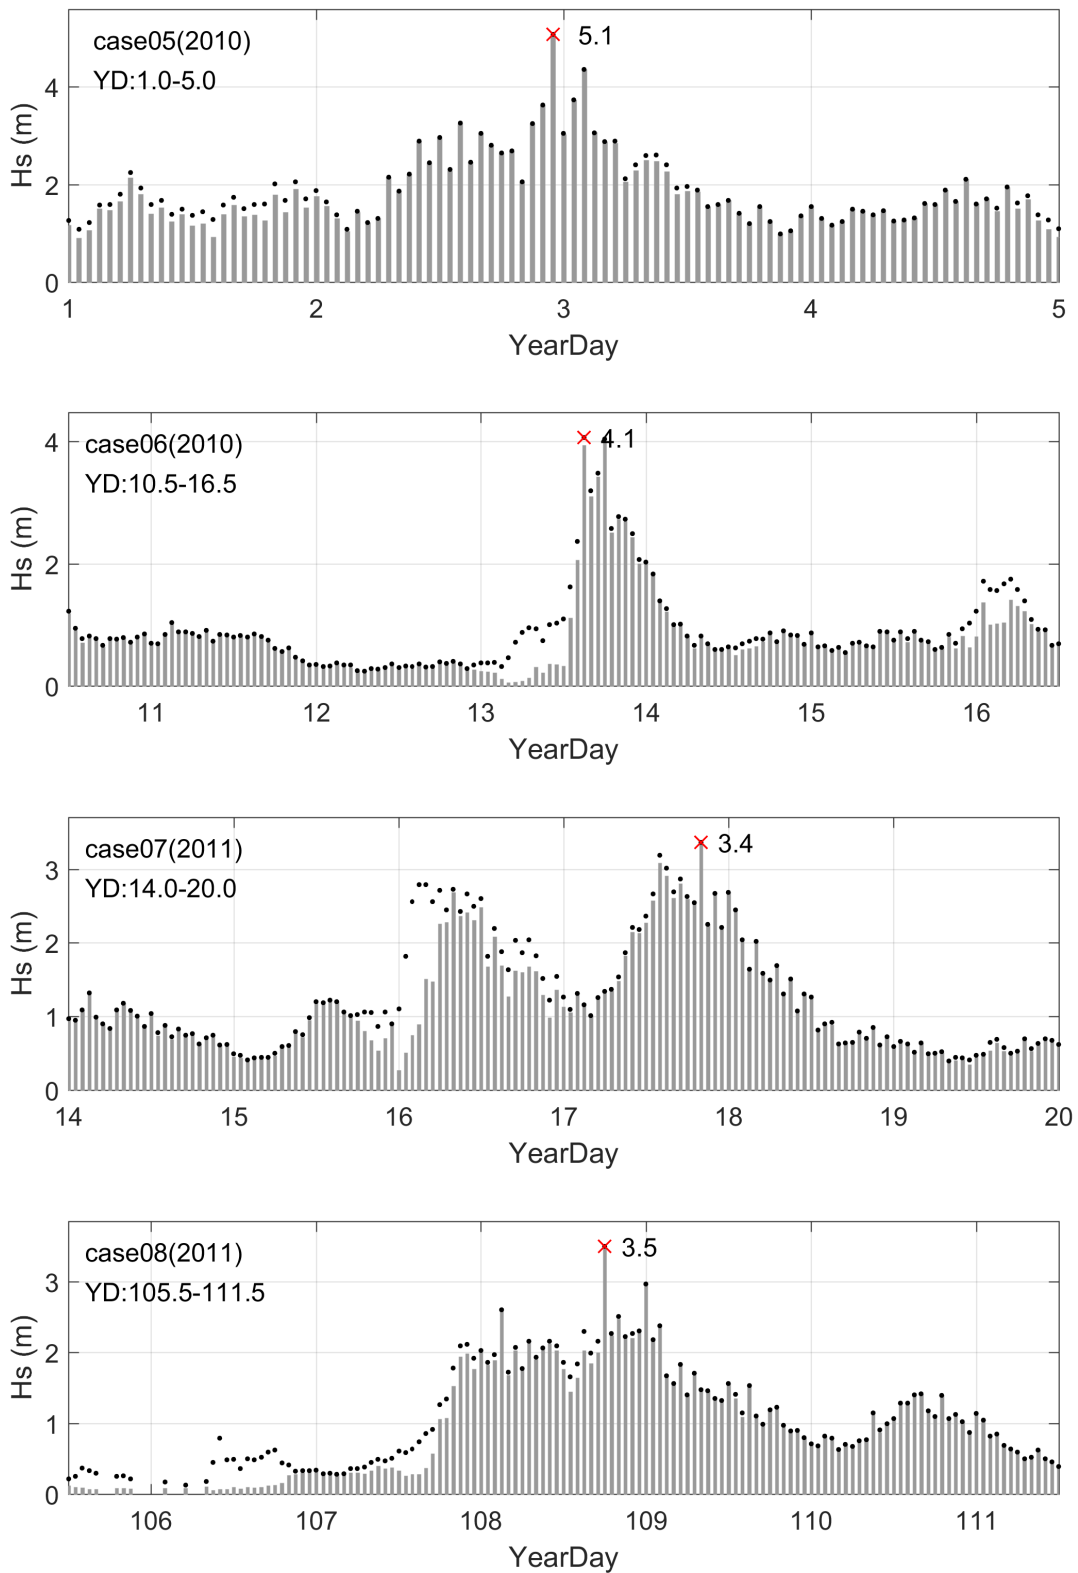 case05(2010)
YD:1.0-5.0
5.1
Hs (m)
4
2
0
1 2 3 4 5
YearDay
case06(2010)
YD:10.5-16.5
4.1
Hs (m)
4
2
0
11 12 13 14 15 16
YearDay
case07(2011)
YD:14.0-20.0
3.4
Hs (m)
3
2
1
0
14 15 16 17 18 19 20
YearDay
case08(2011)
YD:105.5-111.5
3.5
Hs (m)
3
2
1
0
106 107 108 109 110 111
YearDay